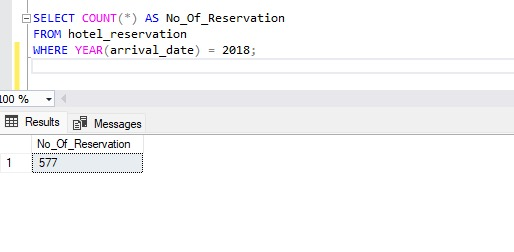 SELECT COUNT(*) AS No_Of_Reservation
FROM hotel_reservation
WHERE YEAR(arrival_date) = 2018;
100 %
Results Messages
No_Of_Reservation
1 577